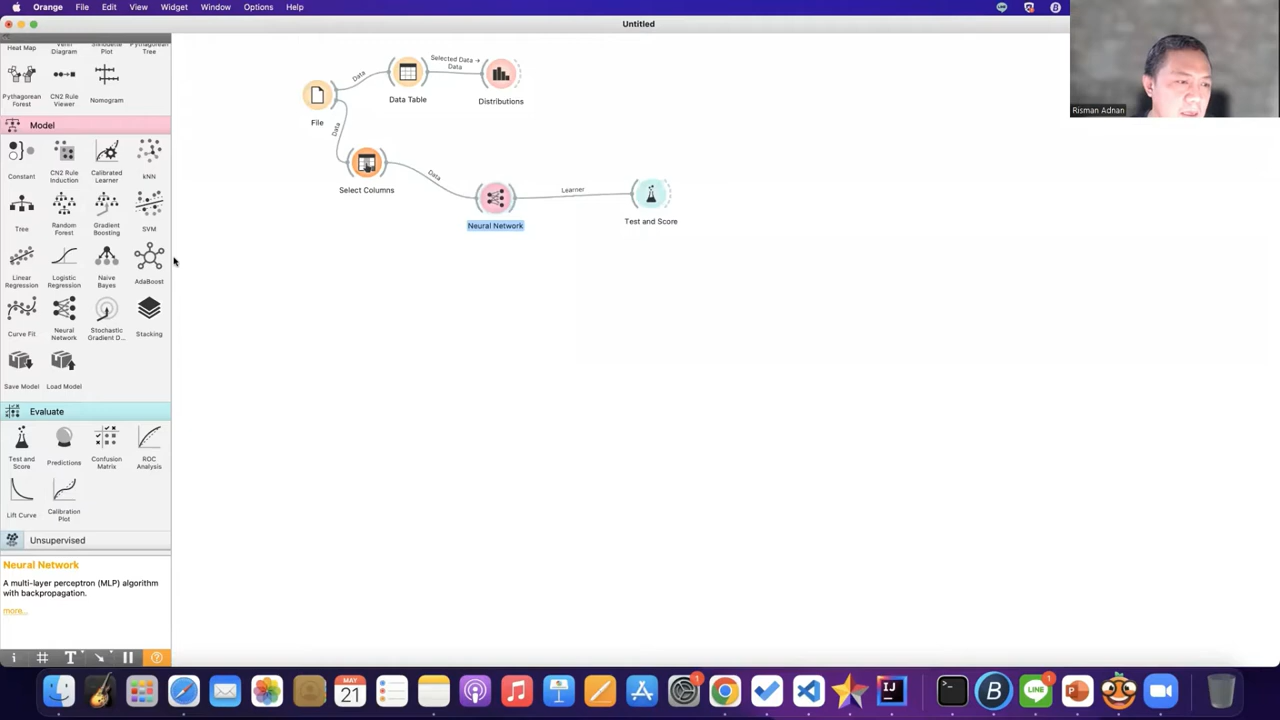 Orange File Edit View Widget Window Options Help
Untitled
Risman Adnan
Heat Map
Venn
Diagram
Silhouette
Plot
Pythagorean
Tree
Pythagorean
Forest
CN2 Rule
Viewer
Nomogram
Model
Constant
CN2 Rule
Induction
Calibrated
Learner
kNN
Tree
Random
Forest
Gradient
Boosting
SVM
Linear
Regression
Logistic
Regression
Naive
Bayes
AdaBoost
Curve Fit
Neural
Network
Stochastic
Gradient D...
Stacking
Save Model
Load Model
Evaluate
Test and
Score
Predictions
Confusion
Matrix
ROC
Analysis
Lift Curve
Calibration
Plot
Unsupervised
Neural Network
A multi-layer perceptron (MLP) algorithm
with backpropagation.
more...
File
Data
Data Table
Selected Data →
Data
Distributions
Data
Select Columns
Data
Neural Network
Learner
Test and Score
MAY
21
1
1